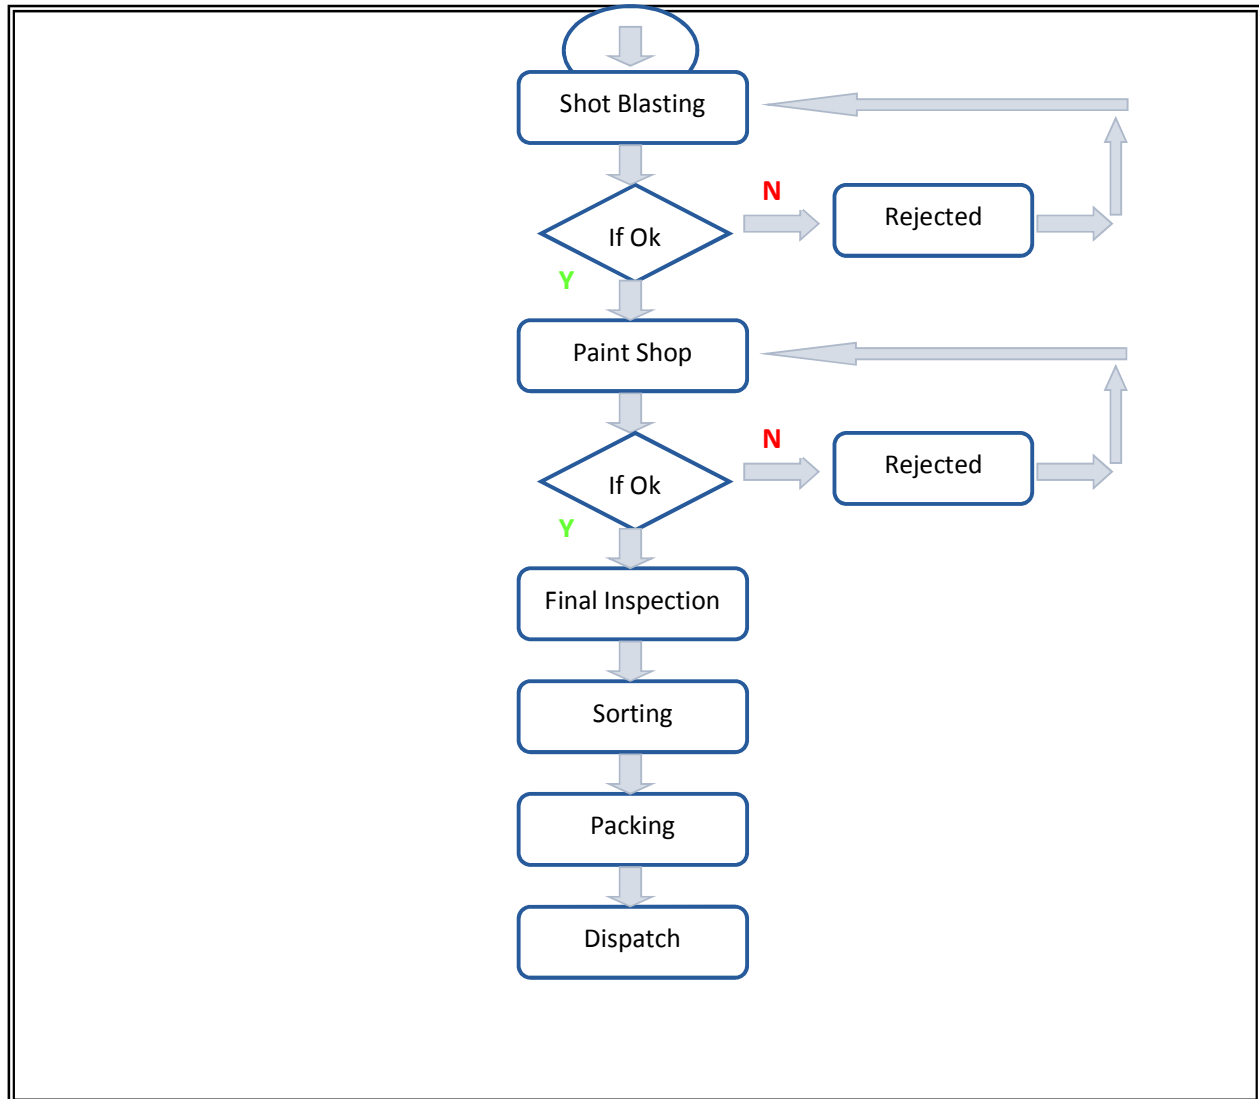 Shot Blasting
If Ok
N
Rejected
Y
Paint Shop
If Ok
N
Rejected
Y
Final Inspection
Sorting
Packing
Dispatch